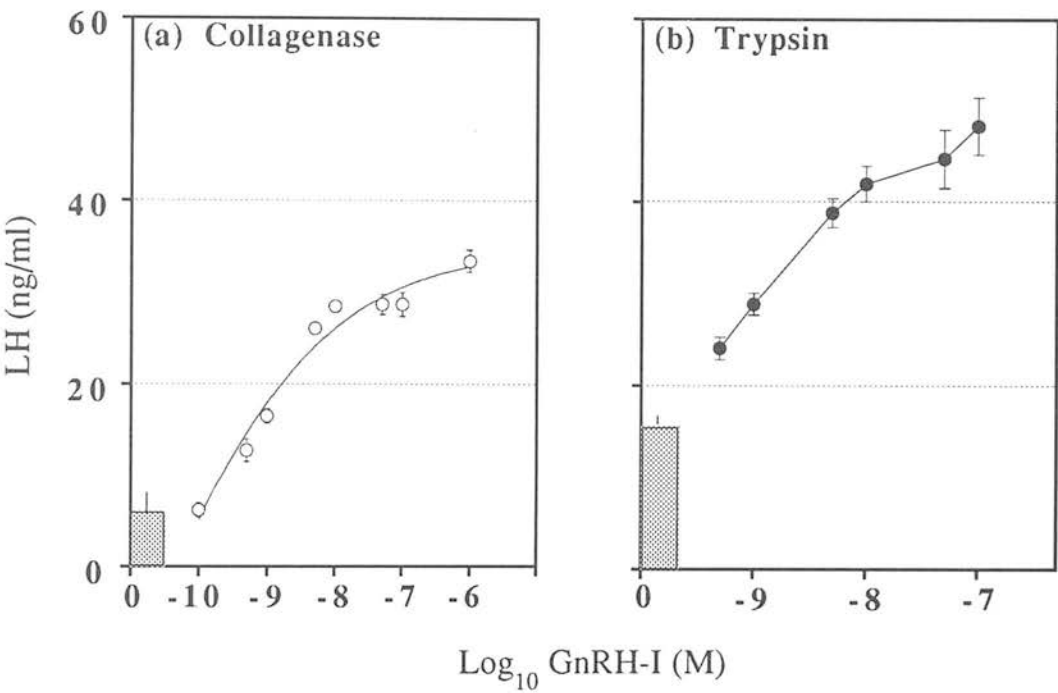 60
(a) Collagenase
(b) Trypsin
40
LH (ng/ml)
20
0
0 -10 -9 -8 -7 -6
0 -9 -8 -7
Log10 GnRH-I (M)